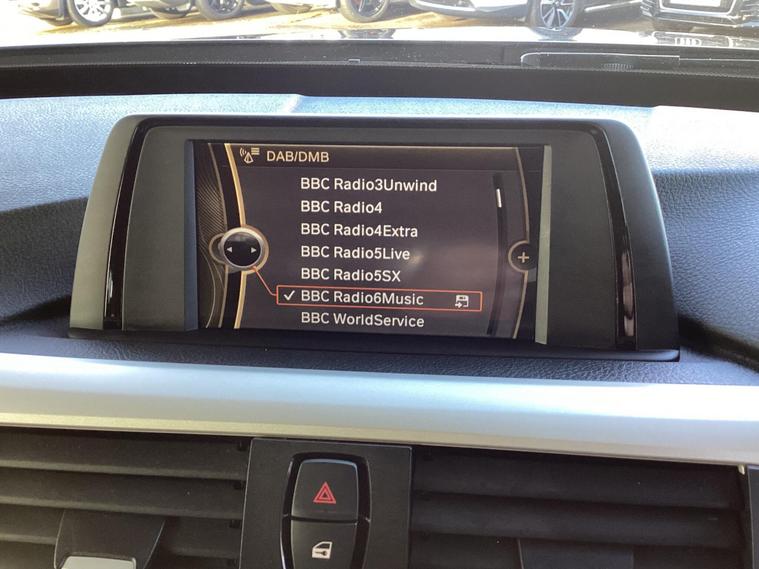 DAB/DMB
BBC Radio3Unwind
BBC Radio4
BBC Radio4Extra
BBC Radio5Live
BBC Radio5SX
BBC Radio6Music
BBC WorldService